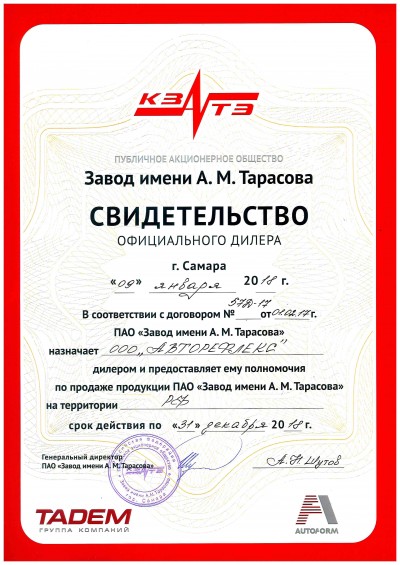 КЗАТЭ
ПУБЛИЧНОЕ АКЦИОНЕРНОЕ ОБЩЕСТВО
Завод имени А. М. Тарасова
СВИДЕТЕЛЬСТВО
ОФИЦИАЛЬНОГО ДИЛЕРА
г. Самара
«09» января 2018 г.
В соответствии с договором № 578-17 от 01.02.17г.
ПАО «Завод имени А. М. Тарасова»
назначает ООО „АВТОРЕФЛЕКС"
дилером и предоставляет ему полномочия
по продаже продукции ПАО «Завод имени А. М. Тарасова»
на территории РФ
срок действия по «31» декабря 2018 г.
Генеральный директор
ПАО «Завод имени А. М. Тарасова»
А.Н. Шутов
TADEM
ГРУППА КОМПАНИЙ
AUTOFORM